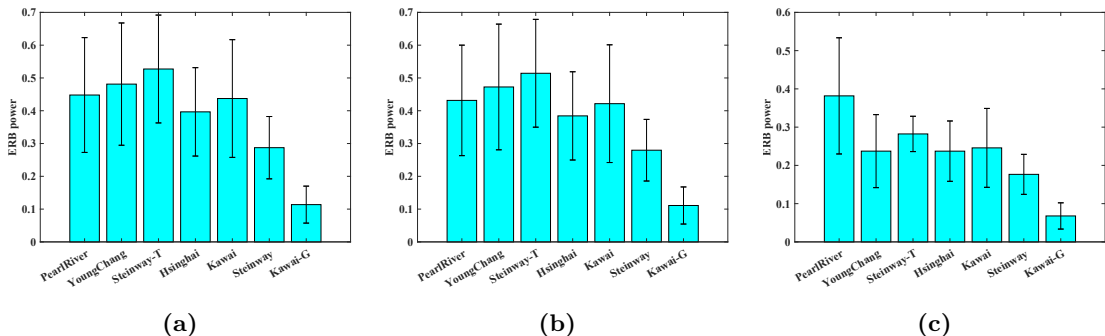 0.7
0.6
0.5
0.4
0.3
0.2
0.1
0
ERB power
PearlRiver
YoungChang
Steinway-T
Hsinghai
Kawai
Steinway
Kawai-G
(a)
0.7
0.6
0.5
0.4
0.3
0.2
0.1
0
ERB power
PearlRiver
YoungChang
Steinway-T
Hsinghai
Kawai
Steinway
Kawai-G
(b)
0.6
0.5
0.4
0.3
0.2
0.1
0
ERB power
PearlRiver
YoungChang
Steinway-T
Hsinghai
Kawai
Steinway
Kawai-G
(c)